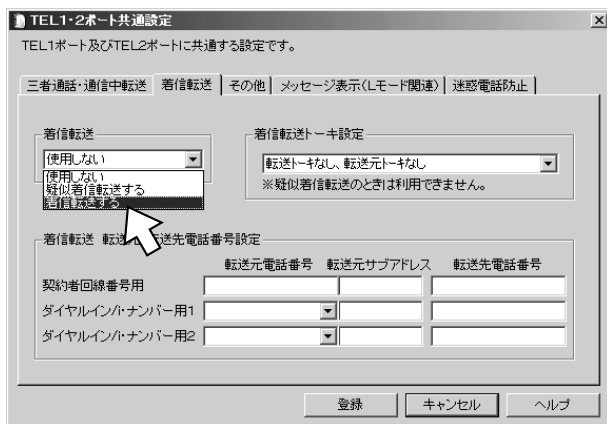 TEL1・2ポート共通設定
TEL1ポート及びTEL2ポートに共通する設定です。
三者通話・通信中転送 着信転送 その他 メッセージ表示(Lモード関連) 迷惑電話防止
着信転送
使用しない
使用しない
疑似着信転送する
着信転送する
着信転送トーキ設定
転送トーキなし、転送元トーキなし
※疑似着信転送のときは利用できません。
着信転送 転送 送先電話番号設定
転送元電話番号 転送元サブアドレス 転送先電話番号
契約者回線番号用
ダイヤルイン/i・ナンバー用1
ダイヤルイン/i・ナンバー用2
登録 キャンセル ヘルプ